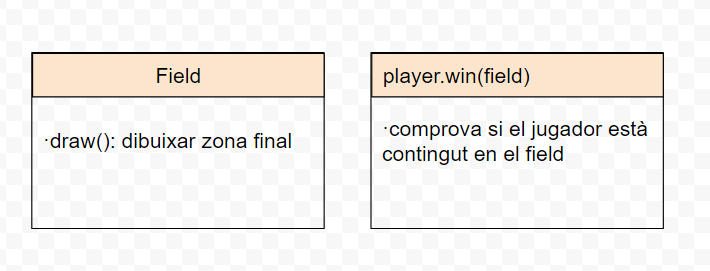 Field
·draw(): dibuixar zona final
player.win(field)
·comprova si el jugador està
contingut en el field